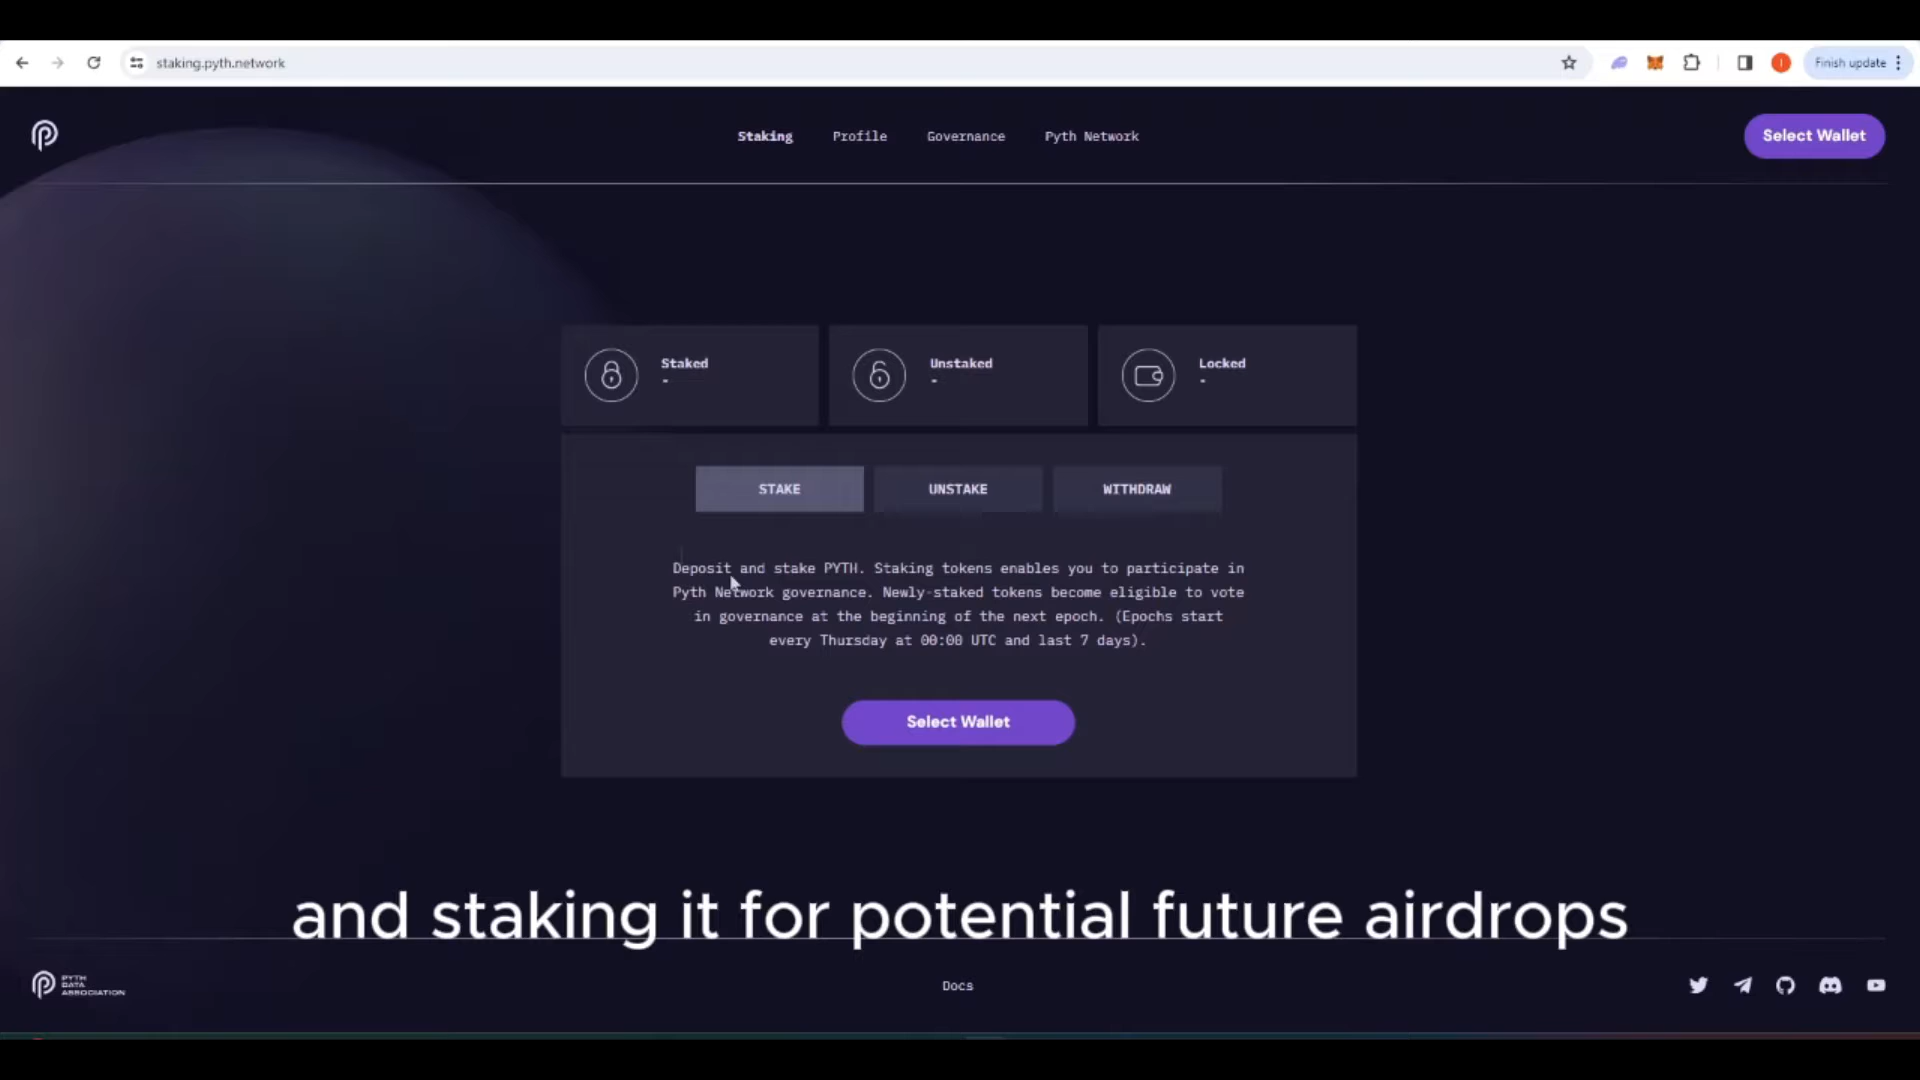 staking.pyth.network
Finish update
Staking
Profile
Governance
Pyth Network
Select Wallet
Staked
-
Unstaked
-
Locked
-
STAKE
UNSTAKE
WITHDRAW
Deposit and stake PYTH. Staking tokens enables you to participate in
Pyth Network governance. Newly-staked tokens become eligible to vote
in governance at the beginning of the next epoch. (Epochs start
every Thursday at 00:00 UTC and last 7 days).
Select Wallet
and staking it for potential future airdrops
PYTH
DATA
ASSOCIATION
Docs